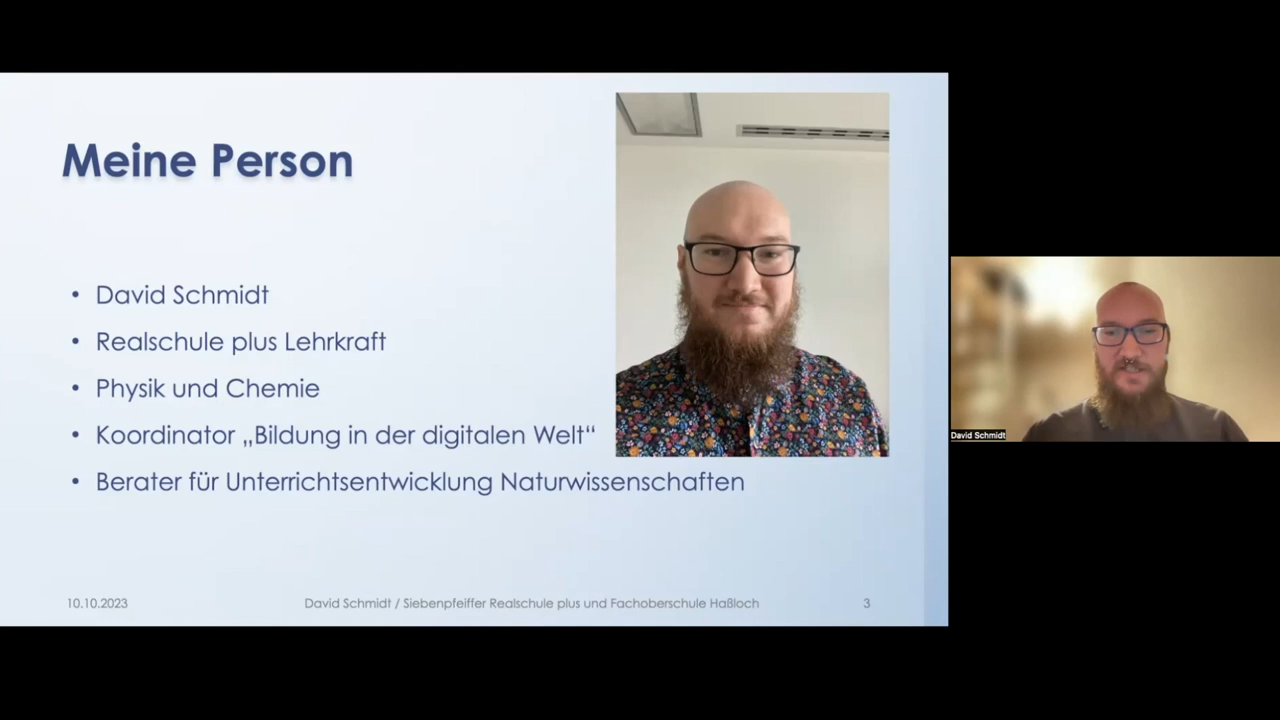 Meine Person
• David Schmidt
• Realschule plus Lehrkraft
• Physik und Chemie
• Koordinator „Bildung in der digitalen Welt“
• Berater für Unterrichtsentwicklung Naturwissenschaften
10.10.2023
David Schmidt / Siebenpfeiffer Realschule plus und Fachoberschule Haßloch
3
David Schmidt